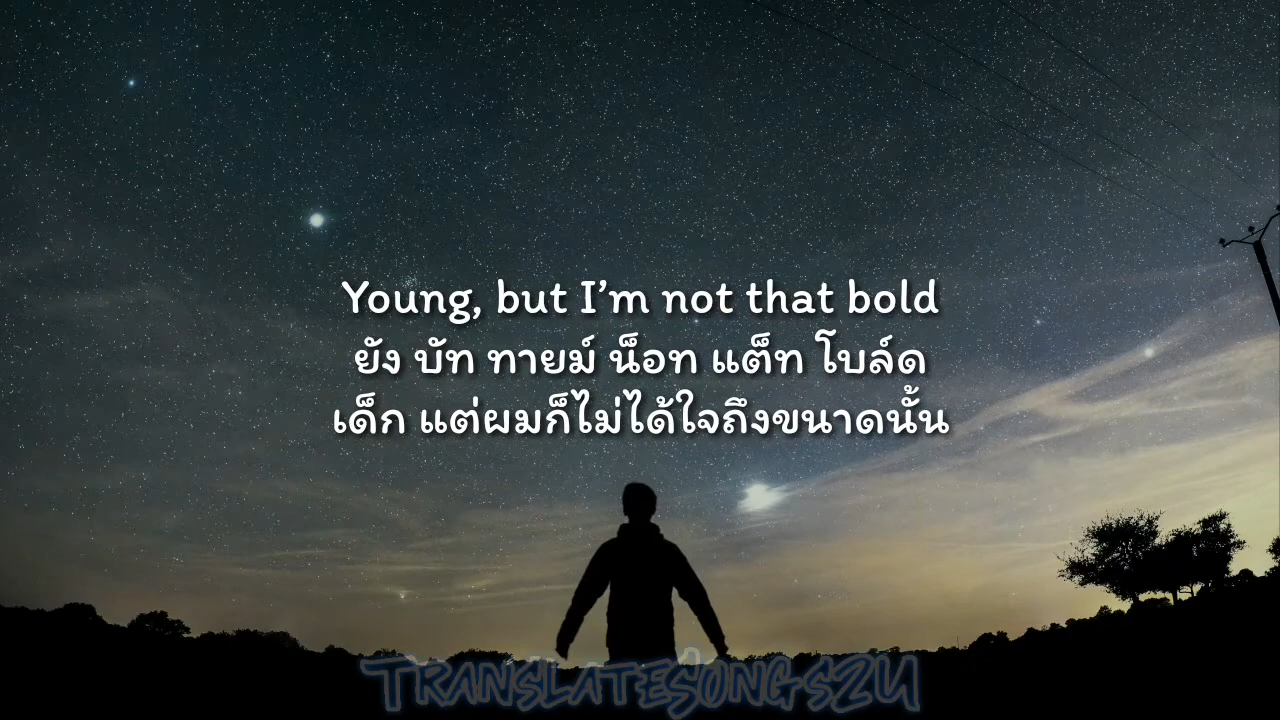 Young, but I’m not that bold
ยัง บัท ทายม์ น็อท แต็ท โบล์ด
เด็ก แต่ผมก็ไม่ได้ใจถึงขนาดนั้น
TRANSLATESONGS2U